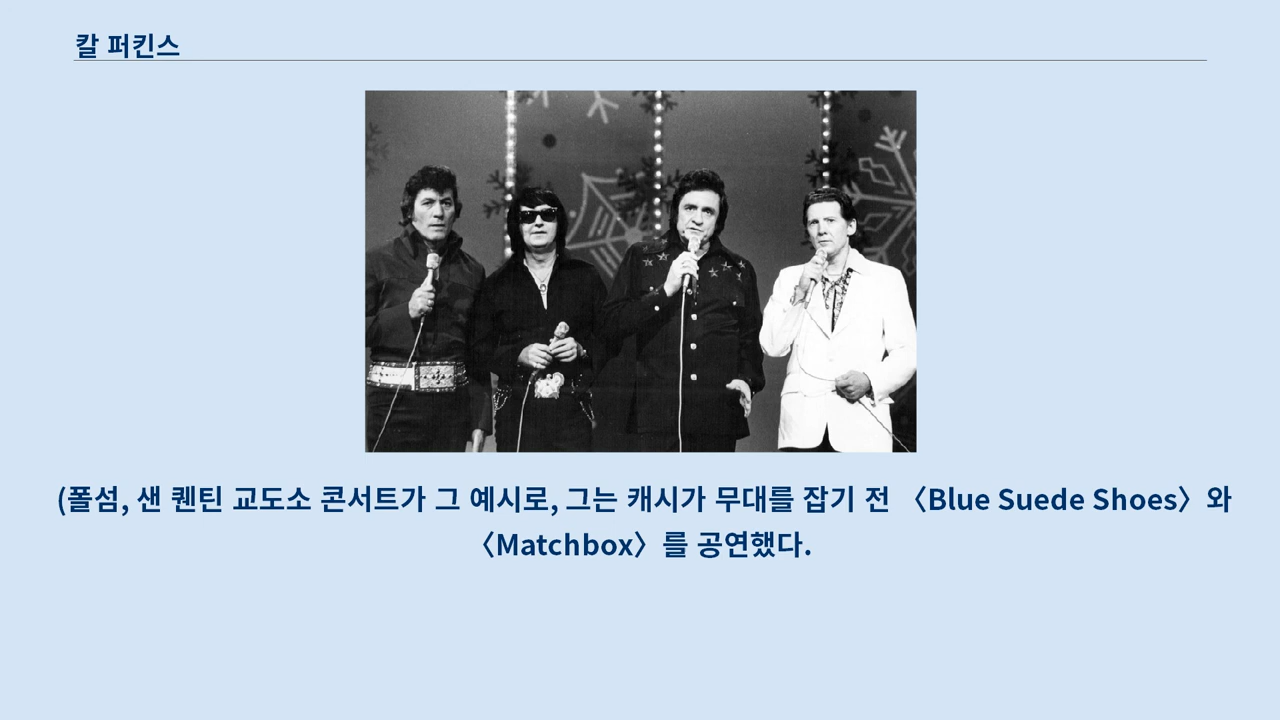 칼 퍼킨스
(폴섬, 샌 퀜틴 교도소 콘서트가 그 예시로, 그는 캐시가 무대를 잡기 전 〈Blue Suede Shoes〉와
〈Matchbox〉를 공연했다.